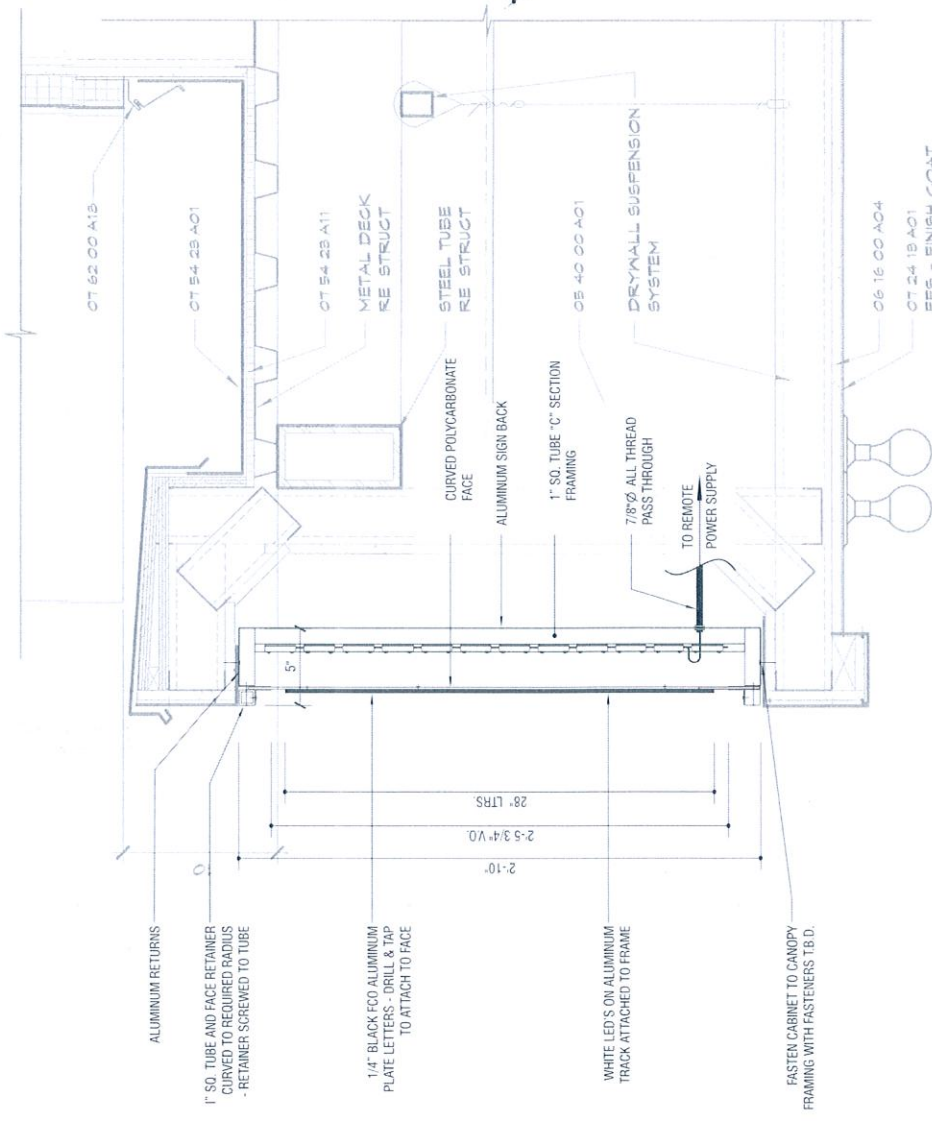 07 62 00 A13
07 54 23 A01
07 54 23 A11
METAL DECK
RE STRUCT
STEEL TUBE
RE STRUCT
CURVED POLYCARBONATE
FACE
ALUMINUM SIGN BACK
05 40 00 A01
1" SQ. TUBE "C" SECTION
FRAMING
DRYWALL SUSPENSION
SYSTEM
7/8"Ø ALL THREAD
PASS THROUGH
TO REMOTE
POWER SUPPLY
06 16 00 A04
07 24 19 A01
EFS - FINISH COAT
5"
28" LTRS.
2'-5 3/4" V.O.
2'-10"
ALUMINUM RETURNS
1" SQ. TUBE AND FACE RETAINER
CURVED TO REQUIRED RADIUS
- RETAINER SCREWED TO TUBE
1/4" BLACK FCO ALUMINUM
PLATE LETTERS - DRILL & TAP
TO ATTACH TO FACE
WHITE LED'S ON ALUMINUM
TRACK ATTACHED TO FRAME
FASTEN CABINET TO CANOPY
FRAMING WITH FASTENERS T.B.D.